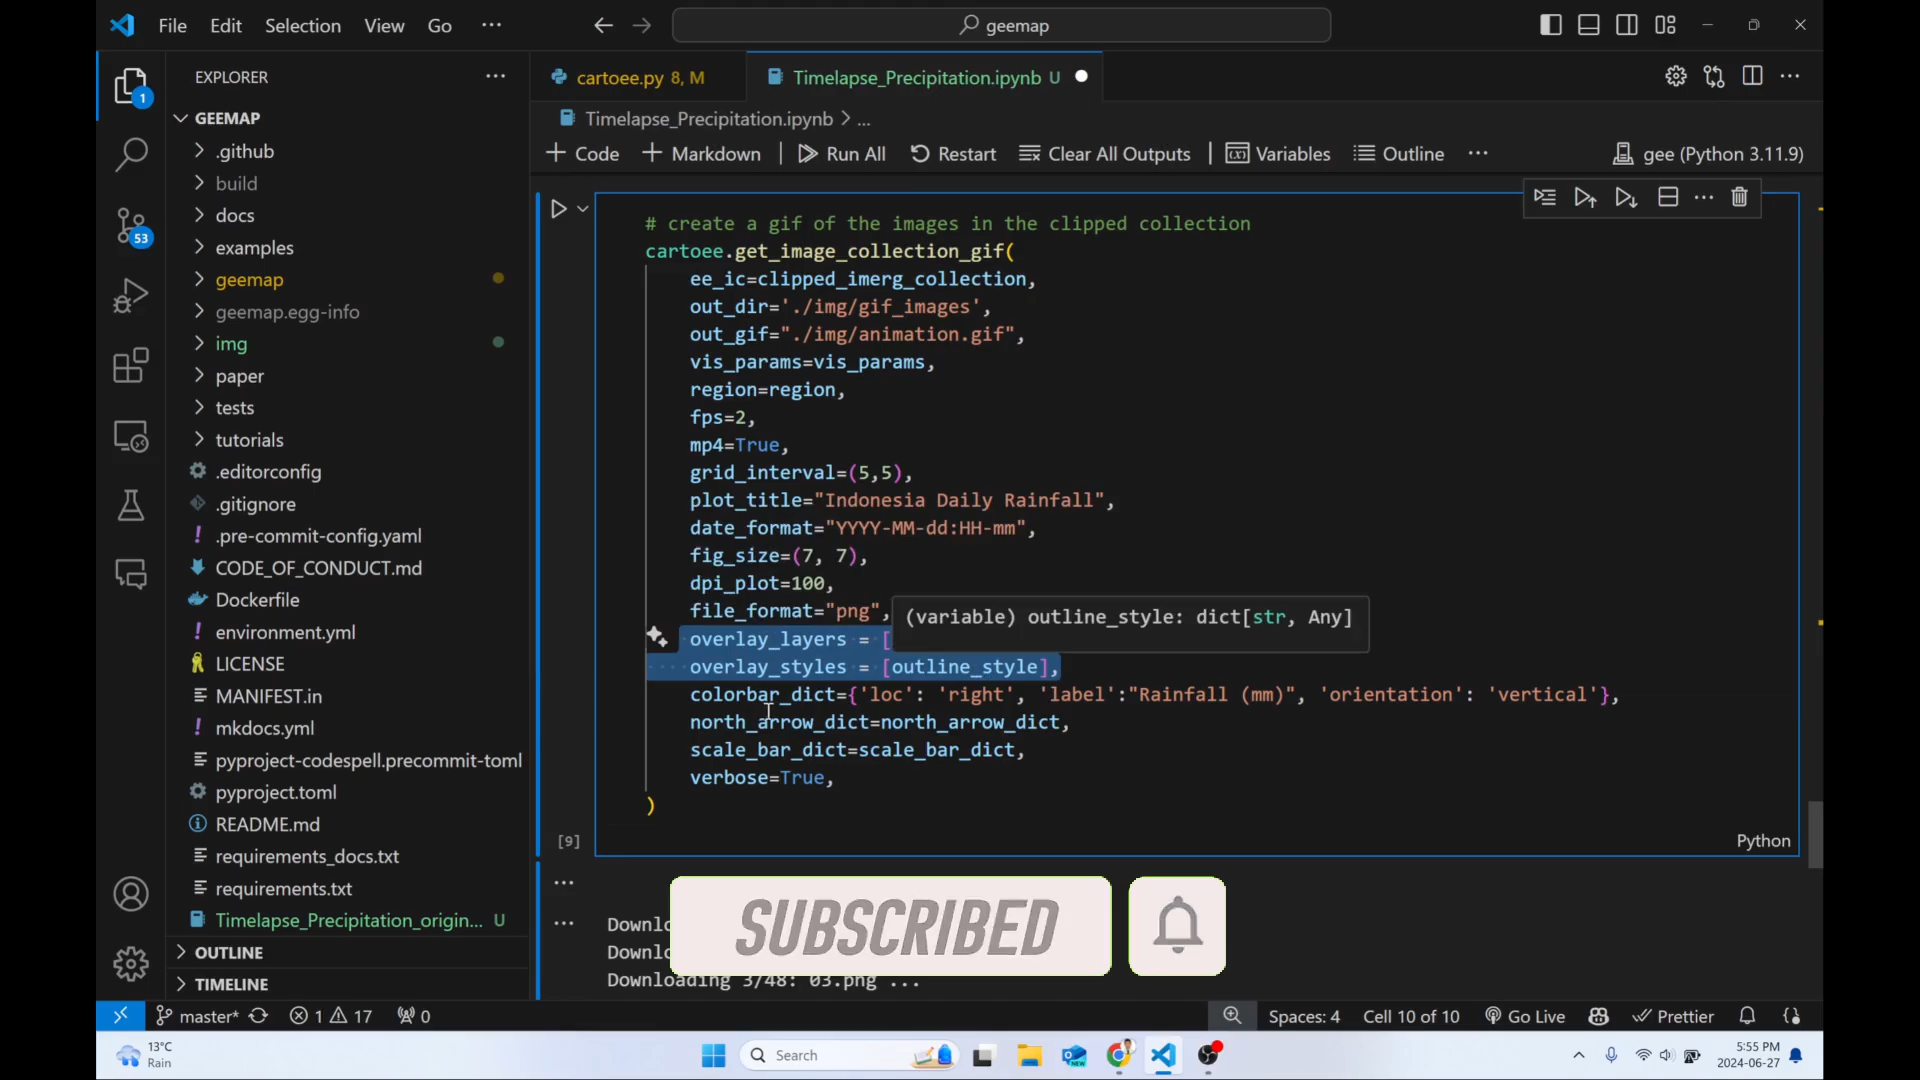 File Edit Selection View Go ···
geemap
EXPLORER ···
cartoee.py 8, M
Timelapse_Precipitation.ipynb U
GEEMAP
Timelapse_Precipitation.ipynb > ...
.github
+ Code + Markdown | Run All Restart Clear All Outputs | Variables Outline ··· gee (Python 3.11.9)
build
docs
examples
geemap
geemap.egg-info
img
paper
tests
tutorials
.editorconfig
.gitignore
.pre-commit-config.yaml
CODE_OF_CONDUCT.md
Dockerfile
environment.yml
LICENSE
MANIFEST.in
mkdocs.yml
pyproject-codespell.precommit-toml
pyproject.toml
README.md
requirements_docs.txt
requirements.txt
Timelapse_Precipitation_origin... U
OUTLINE
TIMELINE
1
53
# create a gif of the images in the clipped collection
cartoee.get_image_collection_gif(
ee_ic=clipped_imerg_collection,
out_dir='./img/gif_images',
out_gif="./img/animation.gif",
vis_params=vis_params,
region=region,
fps=2,
mp4=True,
grid_interval=(5,5),
plot_title="Indonesia Daily Rainfall",
date_format="YYYY-MM-dd:HH-mm",
fig_size=(7, 7),
dpi_plot=100,
file_format="png",
(variable) outline_style: dict[str, Any]
overlay_layers = [
overlay_styles = [outline_style],
colorbar_dict={'loc': 'right', 'label':"Rainfall (mm)", 'orientation': 'vertical'},
north_arrow_dict=north_arrow_dict,
scale_bar_dict=scale_bar_dict,
verbose=True,
)
[9]
Python
SUBSCRIBED
Downloading 3/48: 03.png ...
master* 1 17 0 Spaces: 4 Cell 10 of 10 Go Live Prettier
13°C
Rain
Search
5:55 PM
2024-06-27